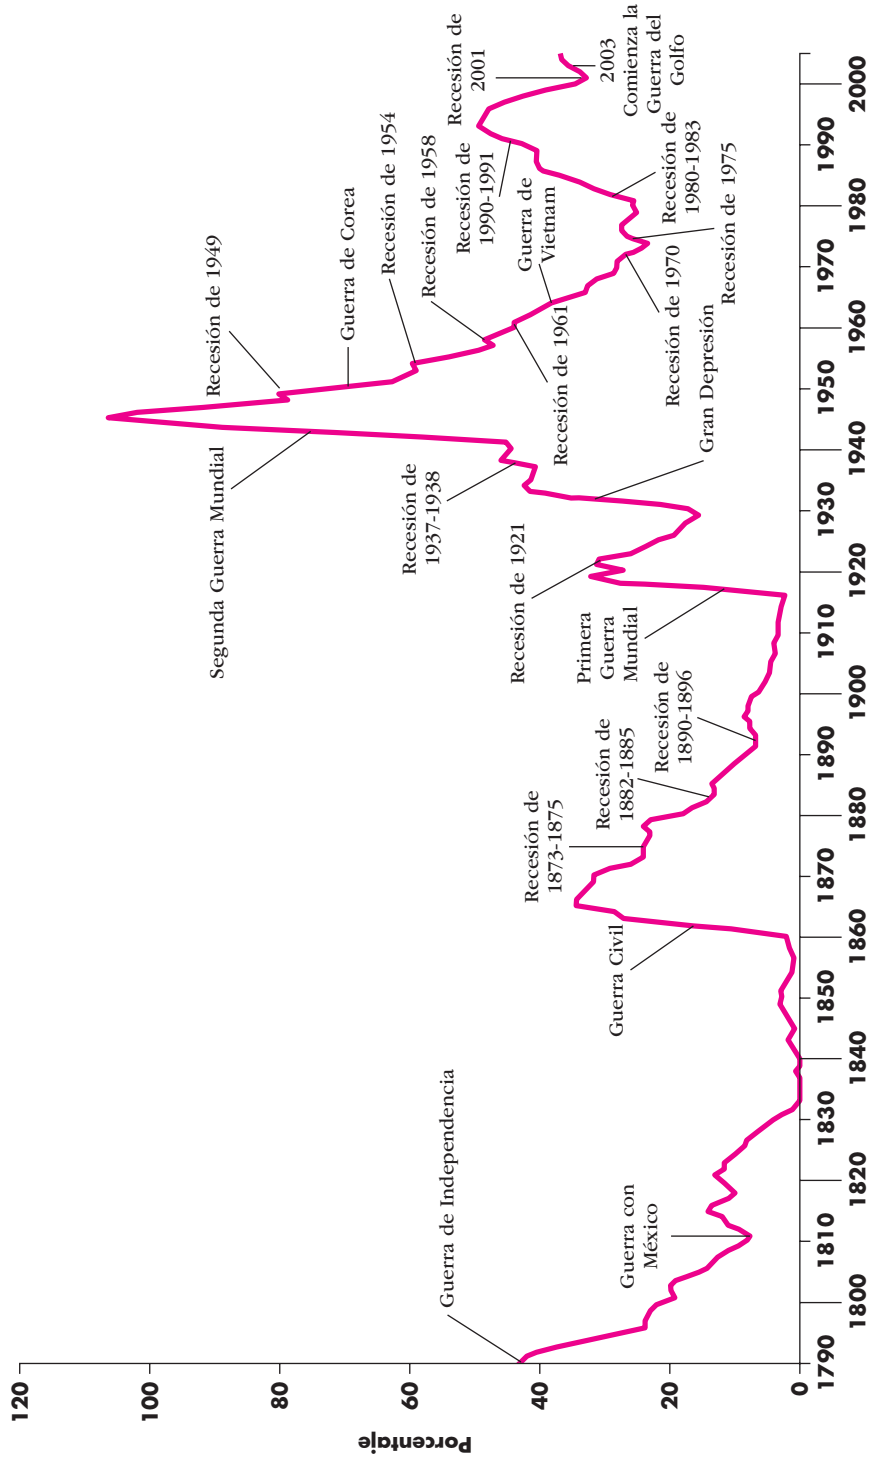 120
100
80
60
40
20
0
Porcentaje
Guerra de Independencia
Guerra con
México
Guerra Civil
Recesión de
1873-1875
Recesión de
1882-1885
Recesión de
1890-1896
Primera
Guerra
Mundial
Recesión de 1921
Gran Depresión
Recesión de
1937-1938
Segunda Guerra Mundial
Recesión de 1949
Guerra de Corea
Recesión de 1954
Recesión de 1958
Recesión de 1961
Guerra de
Vietnam
Recesión de 1970
Recesión de 1975
Recesión de
1980-1983
Recesión de
1990-1991
Recesión de
2001
2003
Comienza la
Guerra del
Golfo
1790
1800
1810
1820
1830
1840
1850
1860
1870
1880
1890
1900
1910
1920
1930
1940
1950
1960
1970
1980
1990
2000